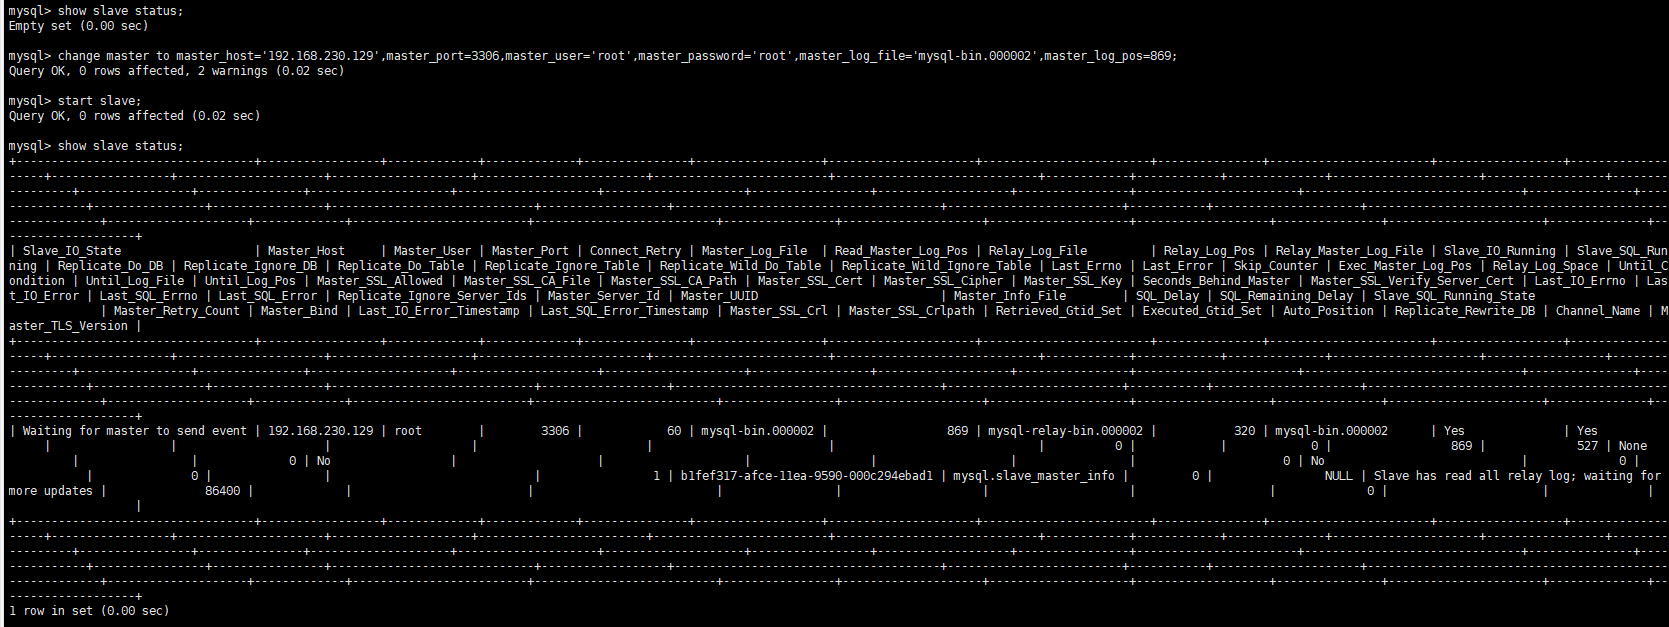 mysql> show slave status;
Empty set (0.00 sec)
mysql> change master to master_host='192.168.230.129',master_port=3306,master_user='root',master_password='root',master_log_file='mysql-bin.000002',master_log_pos=869;
Query OK, 0 rows affected, 2 warnings (0.02 sec)
mysql> start slave;
Query OK, 0 rows affected (0.02 sec)
mysql> show slave status;
| Slave_IO_State | Master_Host | Master_User | Master_Port | Connect_Retry | Master_Log_File | Read_Master_Log_Pos | Relay_Log_File | Relay_Log_Pos | Relay_Master_Log_File | Slave_IO_Running | Slave_SQL_Run
ning | Replicate_Do_DB | Replicate_Ignore_DB | Replicate_Do_Table | Replicate_Ignore_Table | Replicate_Wild_Do_Table | Replicate_Wild_Ignore_Table | Last_Errno | Last_Error | Skip_Counter | Exec_Master_Log_Pos | Relay_Log_Space | Until_C
ondition | Until_Log_File | Until_Log_Pos | Master_SSL_Allowed | Master_SSL_CA_File | Master_SSL_CA_Path | Master_SSL_Cert | Master_SSL_Cipher | Master_SSL_Key | Seconds_Behind_Master | Master_SSL_Verify_Server_Cert | Last_IO_Errno | Las
t_IO_Error | Last_SQL_Errno | Last_SQL_Error | Replicate_Ignore_Server_Ids | Master_Server_Id | Master_UUID | Master_Info_File | SQL_Delay | SQL_Remaining_Delay | Slave_SQL_Running_State
| Master_Retry_Count | Master_Bind | Last_IO_Error_Timestamp | Last_SQL_Error_Timestamp | Master_SSL_Crl | Master_SSL_Crlpath | Retrieved_Gtid_Set | Executed_Gtid_Set | Auto_Position | Replicate_Rewrite_DB | Channel_Name | M
aster_TLS_Version |
| Waiting for master to send event | 192.168.230.129 | root | 3306 | 60 | mysql-bin.000002 | 869 | mysql-relay-bin.000002 | 320 | mysql-bin.000002 | Yes | Yes
| | | | | | | 0 | | 0 | 869 | 527 | None
| | 0 | No | | | | | | 0 | No | 0 |
| 0 | | | 1 | b1fef317-afce-11ea-9590-000c294ebad1 | mysql.slave_master_info | 0 | NULL | Slave has read all relay log; waiting for
more updates | 86400 | | | | | | | | 0 | | |
|
1 row in set (0.00 sec)